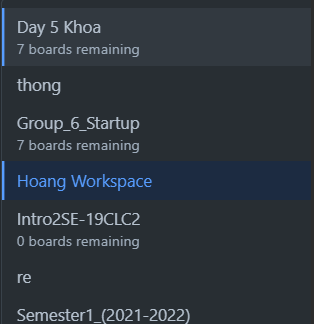 Day 5 Khoa
7 boards remaining
thong
Group_6_Startup
7 boards remaining
Hoang Workspace
Intro2SE-19CLC2
0 boards remaining
re
Semester1_(2021-2022)